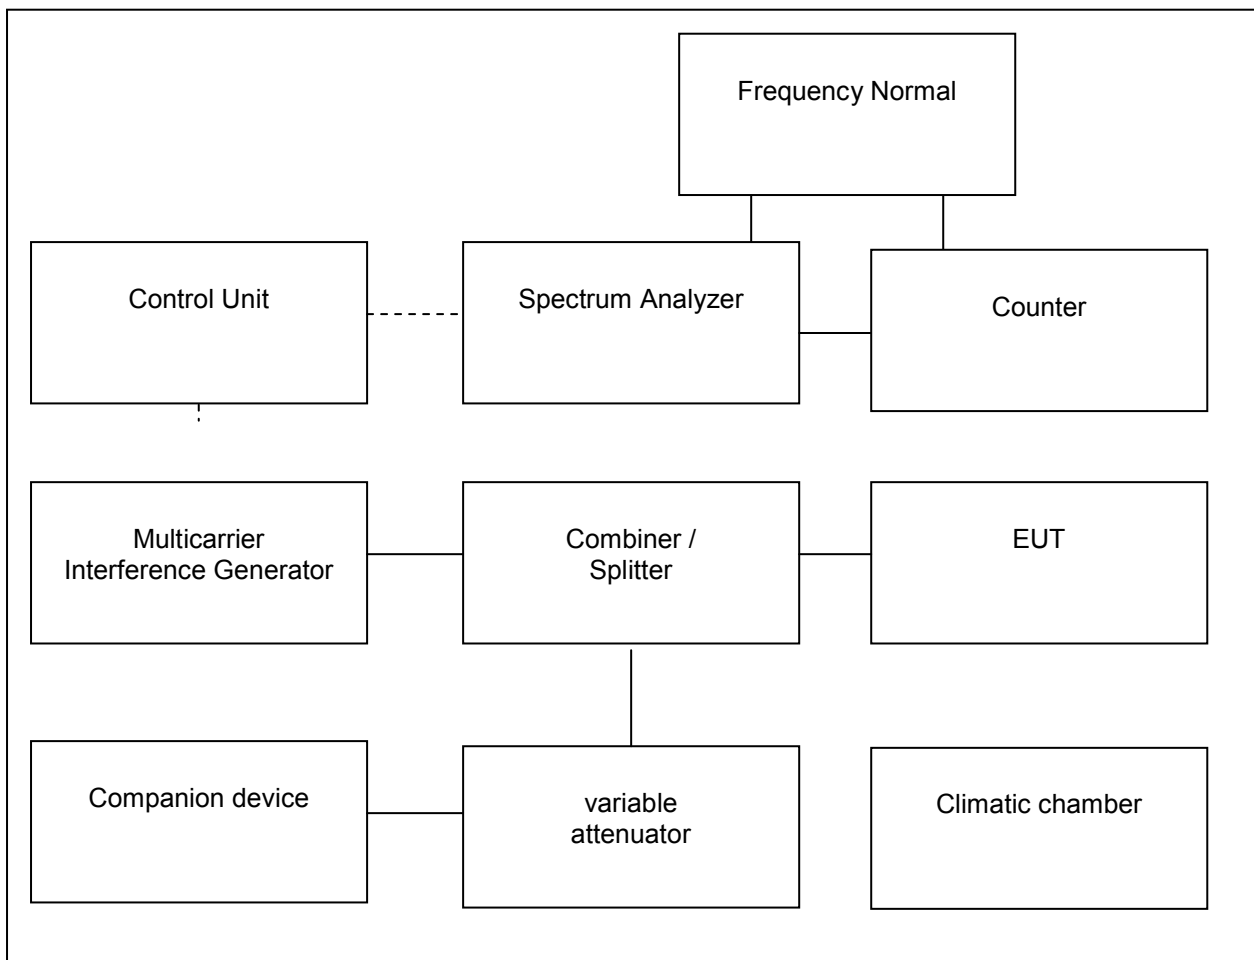 Frequency Normal
Control Unit
Spectrum Analyzer
Counter
Multicarrier
Interference Generator
Combiner /
Splitter
EUT
Companion device
variable
attenuator
Climatic chamber